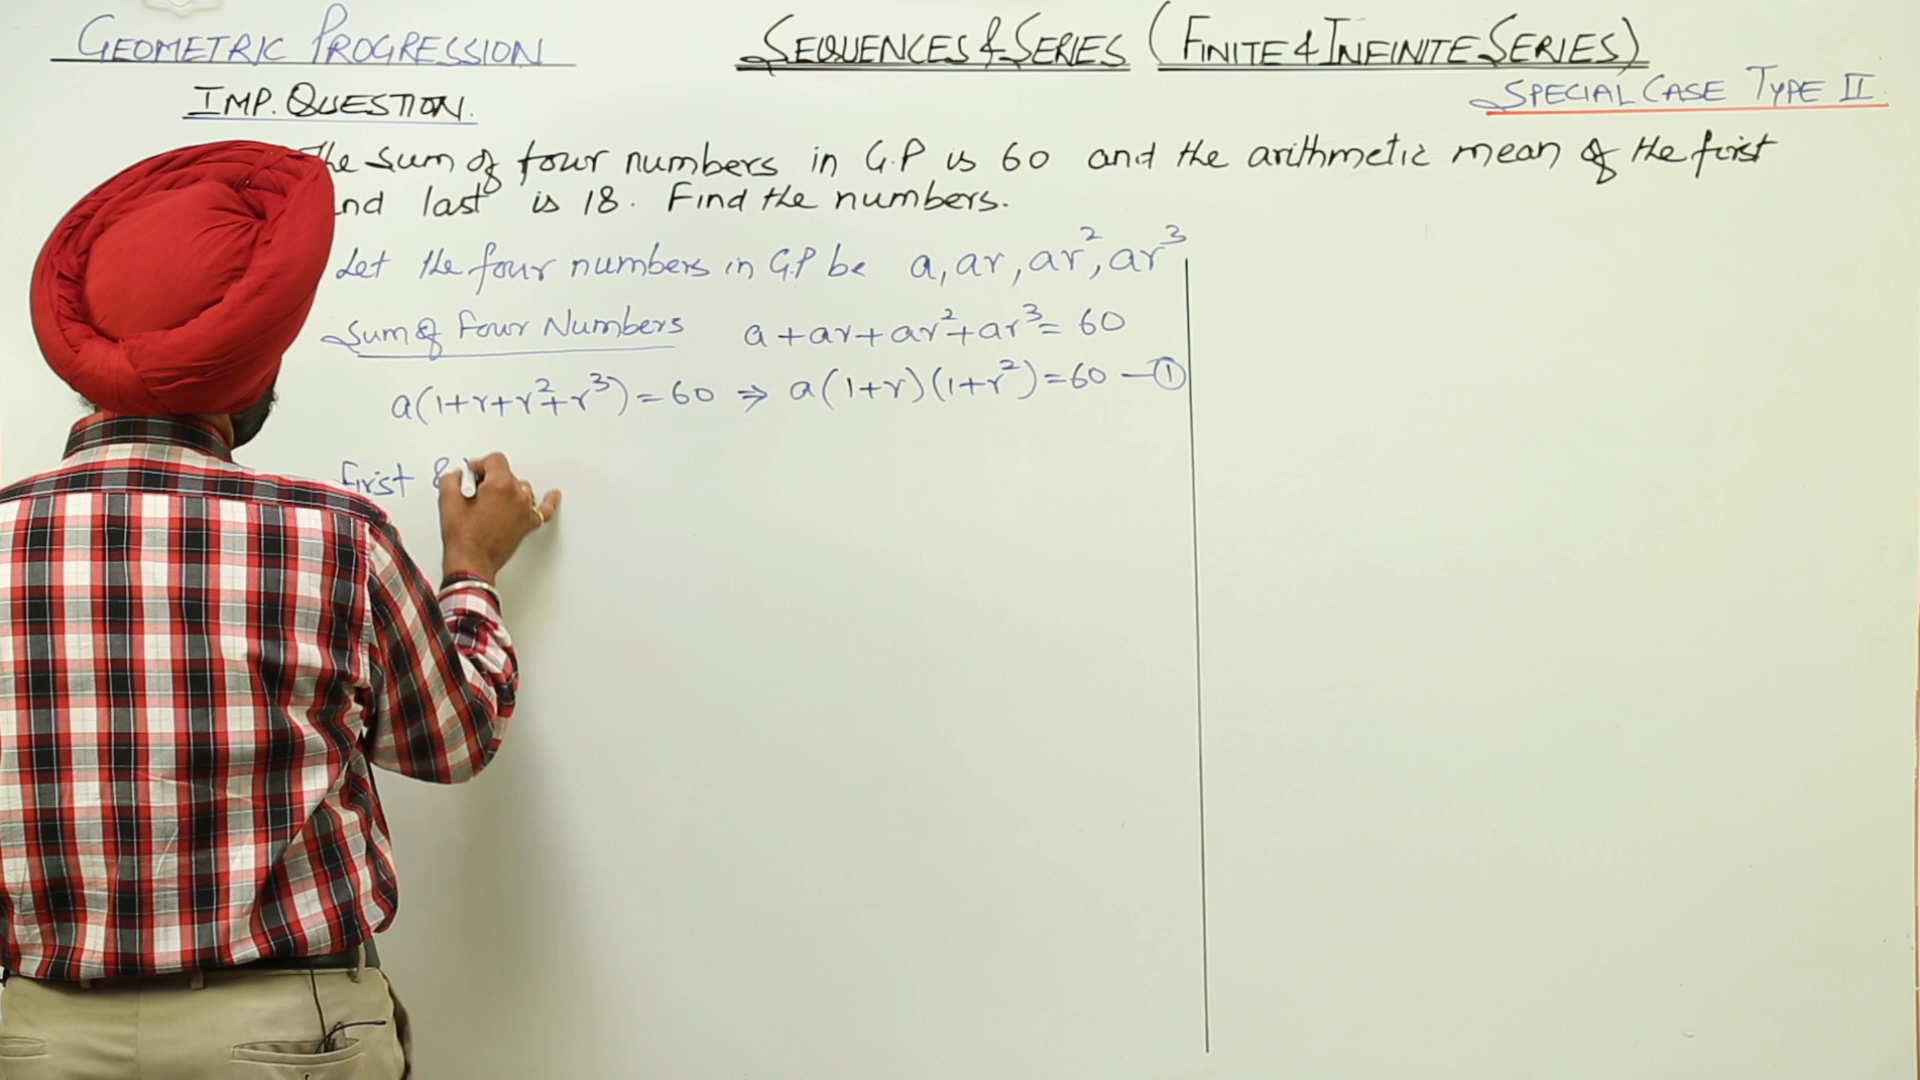 GEOMETRIC PROGRESSION
SEQUENCES & SERIES (FINITE & INFINITE SERIES)
IMP. QUESTION.
SPECIAL CASE TYPE II
The sum of four numbers in G.P is 60 and the arithmetic mean of the first
and last is 18. Find the numbers.
Let the four numbers in G.P be a, ar, ar², ar³
Sum of Four Numbers a + ar + ar² + ar³ = 60
a(1+r+r²+r³) = 60 ⇒ a(1+r)(1+r²) = 60 — ①
First &